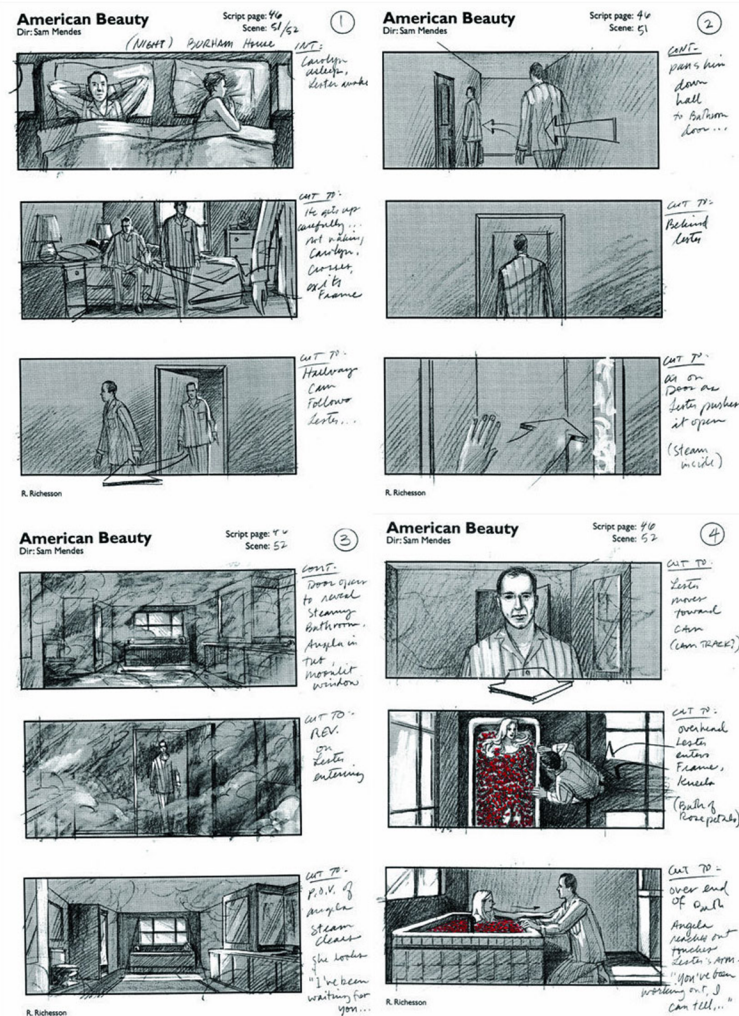 American Beauty
Dir: Sam Mendes
Script page: 46
Scene: 51/52
1
(NIGHT) BURHAM HOUSE
INT:
Carolyn
asleep,
Lester awake
CUT TO:
He gets up
carefully...
not waking
Carolyn.
Crosses,
exits
Frame
CUT TO:
Hallway
Cam
Follows
Lester...
R. Richesson
American Beauty
Dir: Sam Mendes
Script page: 46
Scene: 51
2
CONT.
pans him
down
hall
to Bathroom
door...
CUT TO:
Behind
Lester
CUT TO:
on
Door as
Lester pushes
it open
(Steam
inside)
R. Richesson
American Beauty
Dir: Sam Mendes
Script page: 46
Scene: 52
3
CONT.
Door opens
to reveal
Steamy
Bathroom.
Angela in
Tub,
moonlit
window
CUT TO:
REV.
on
Lester
entering
CUT TO:
P.O.V. of
Angela
Steam
clears
She looks
"I've been
waiting for
you...
R. Richesson
American Beauty
Dir: Sam Mendes
Script page: 46
Scene: 52
4
CUT TO:
Lester
moves
toward
CAM
(CAM TRACK?)
CUT TO:
overhead
Lester
enters
Frame,
Kneels
(Bath of
Rose petals)
CUT TO:
over end
of Bath
Angela
reaches out
touches
Lester's Arm.
"You've been
working out, I
can tell,.."
R. Richesson